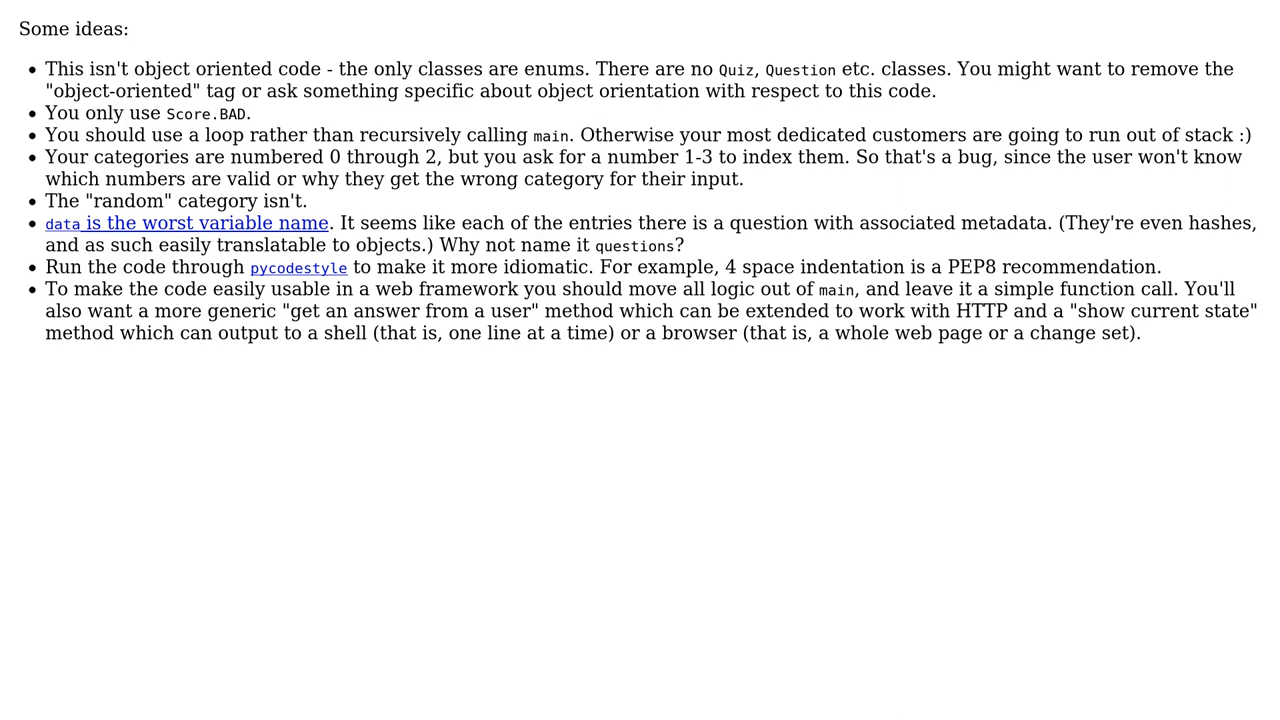 Some ideas:
This isn't object oriented code - the only classes are enums. There are no Quiz, Question etc. classes. You might want to remove the
"object-oriented" tag or ask something specific about object orientation with respect to this code.
You only use Score.BAD.
You should use a loop rather than recursively calling main. Otherwise your most dedicated customers are going to run out of stack :)
Your categories are numbered 0 through 2, but you ask for a number 1-3 to index them. So that's a bug, since the user won't know
which numbers are valid or why they get the wrong category for their input.
The "random" category isn't.
data is the worst variable name. It seems like each of the entries there is a question with associated metadata. (They're even hashes,
and as such easily translatable to objects.) Why not name it questions?
Run the code through pycodestyle to make it more idiomatic. For example, 4 space indentation is a PEP8 recommendation.
To make the code easily usable in a web framework you should move all logic out of main, and leave it a simple function call. You'll
also want a more generic "get an answer from a user" method which can be extended to work with HTTP and a "show current state"
method which can output to a shell (that is, one line at a time) or a browser (that is, a whole web page or a change set).